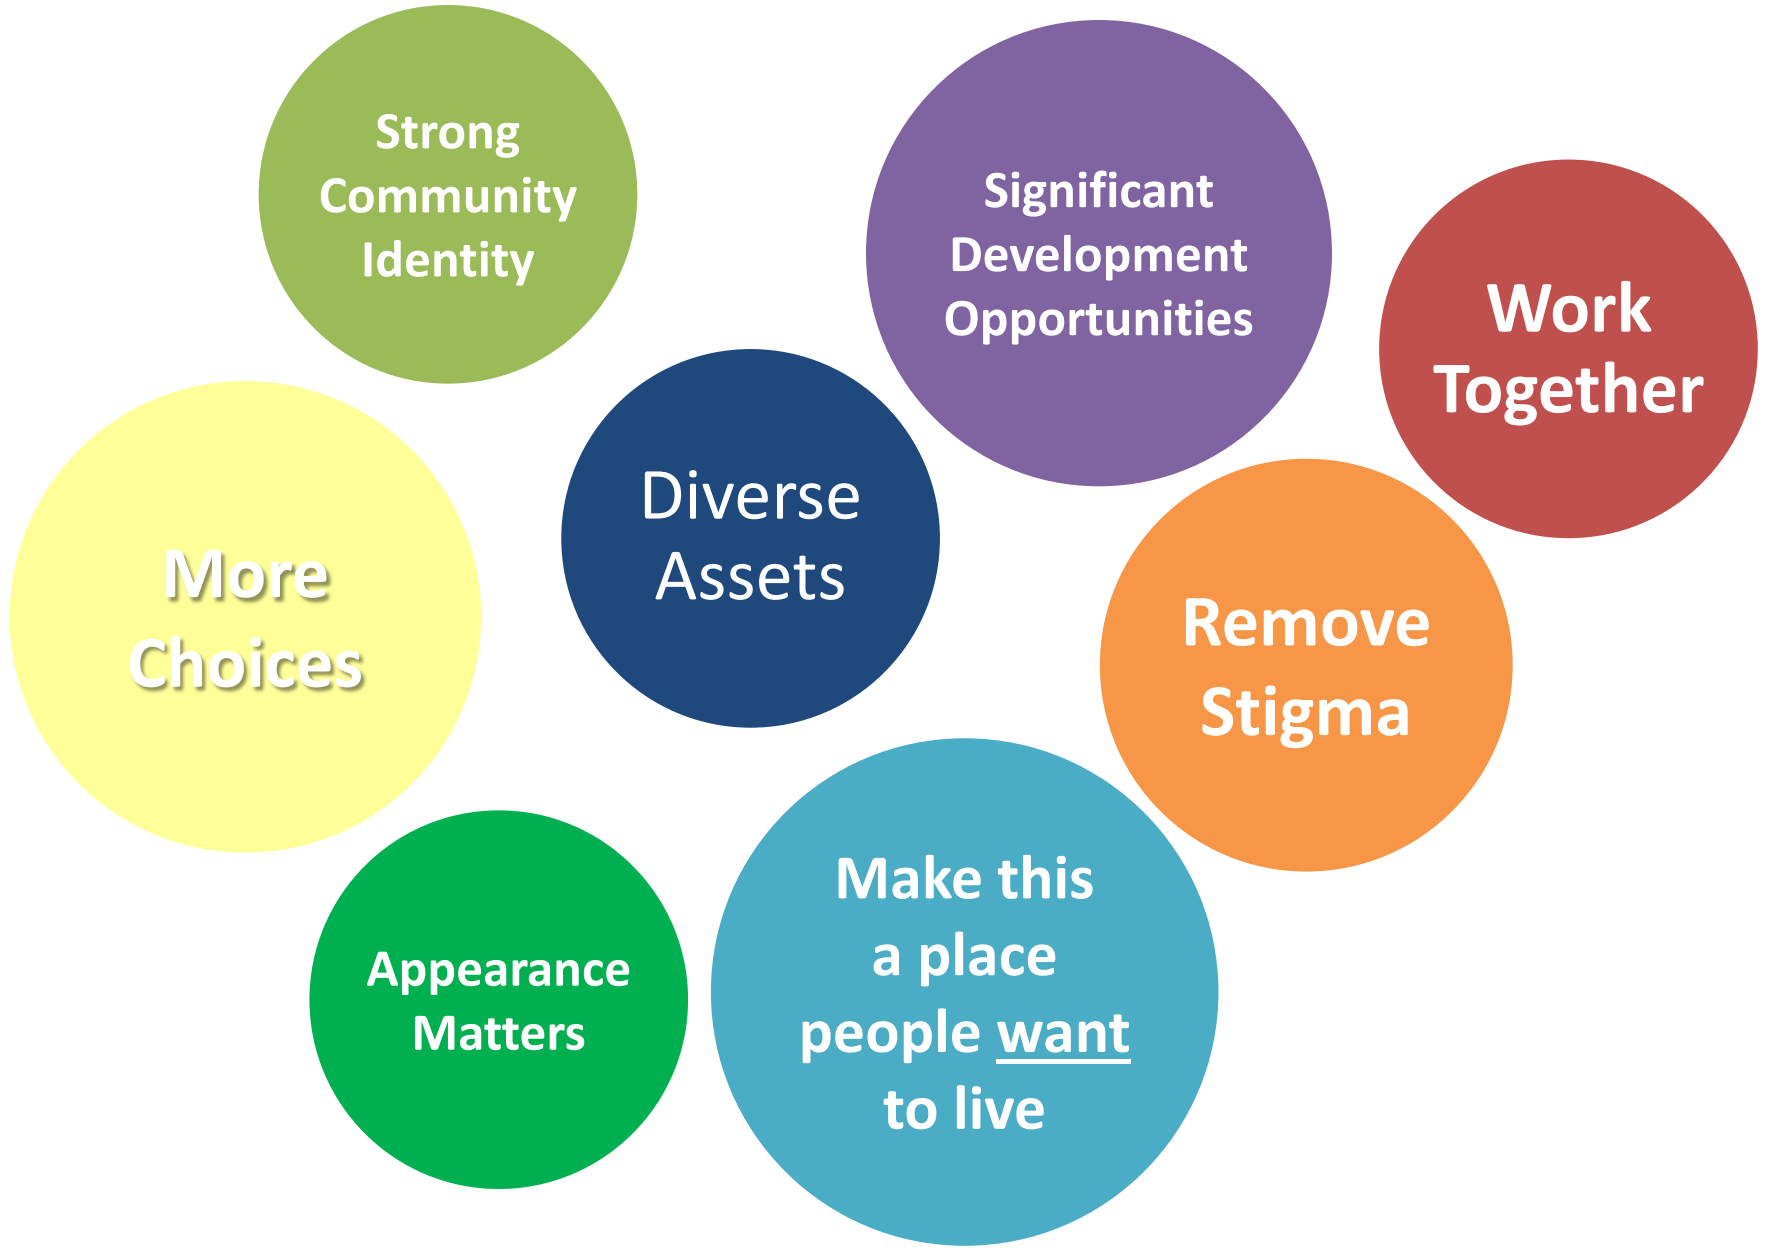 Strong
Community
Identity
Significant
Development
Opportunities
Work
Together
Diverse
Assets
More
Choices
Remove
Stigma
Appearance
Matters
Make this
a place
people want
to live